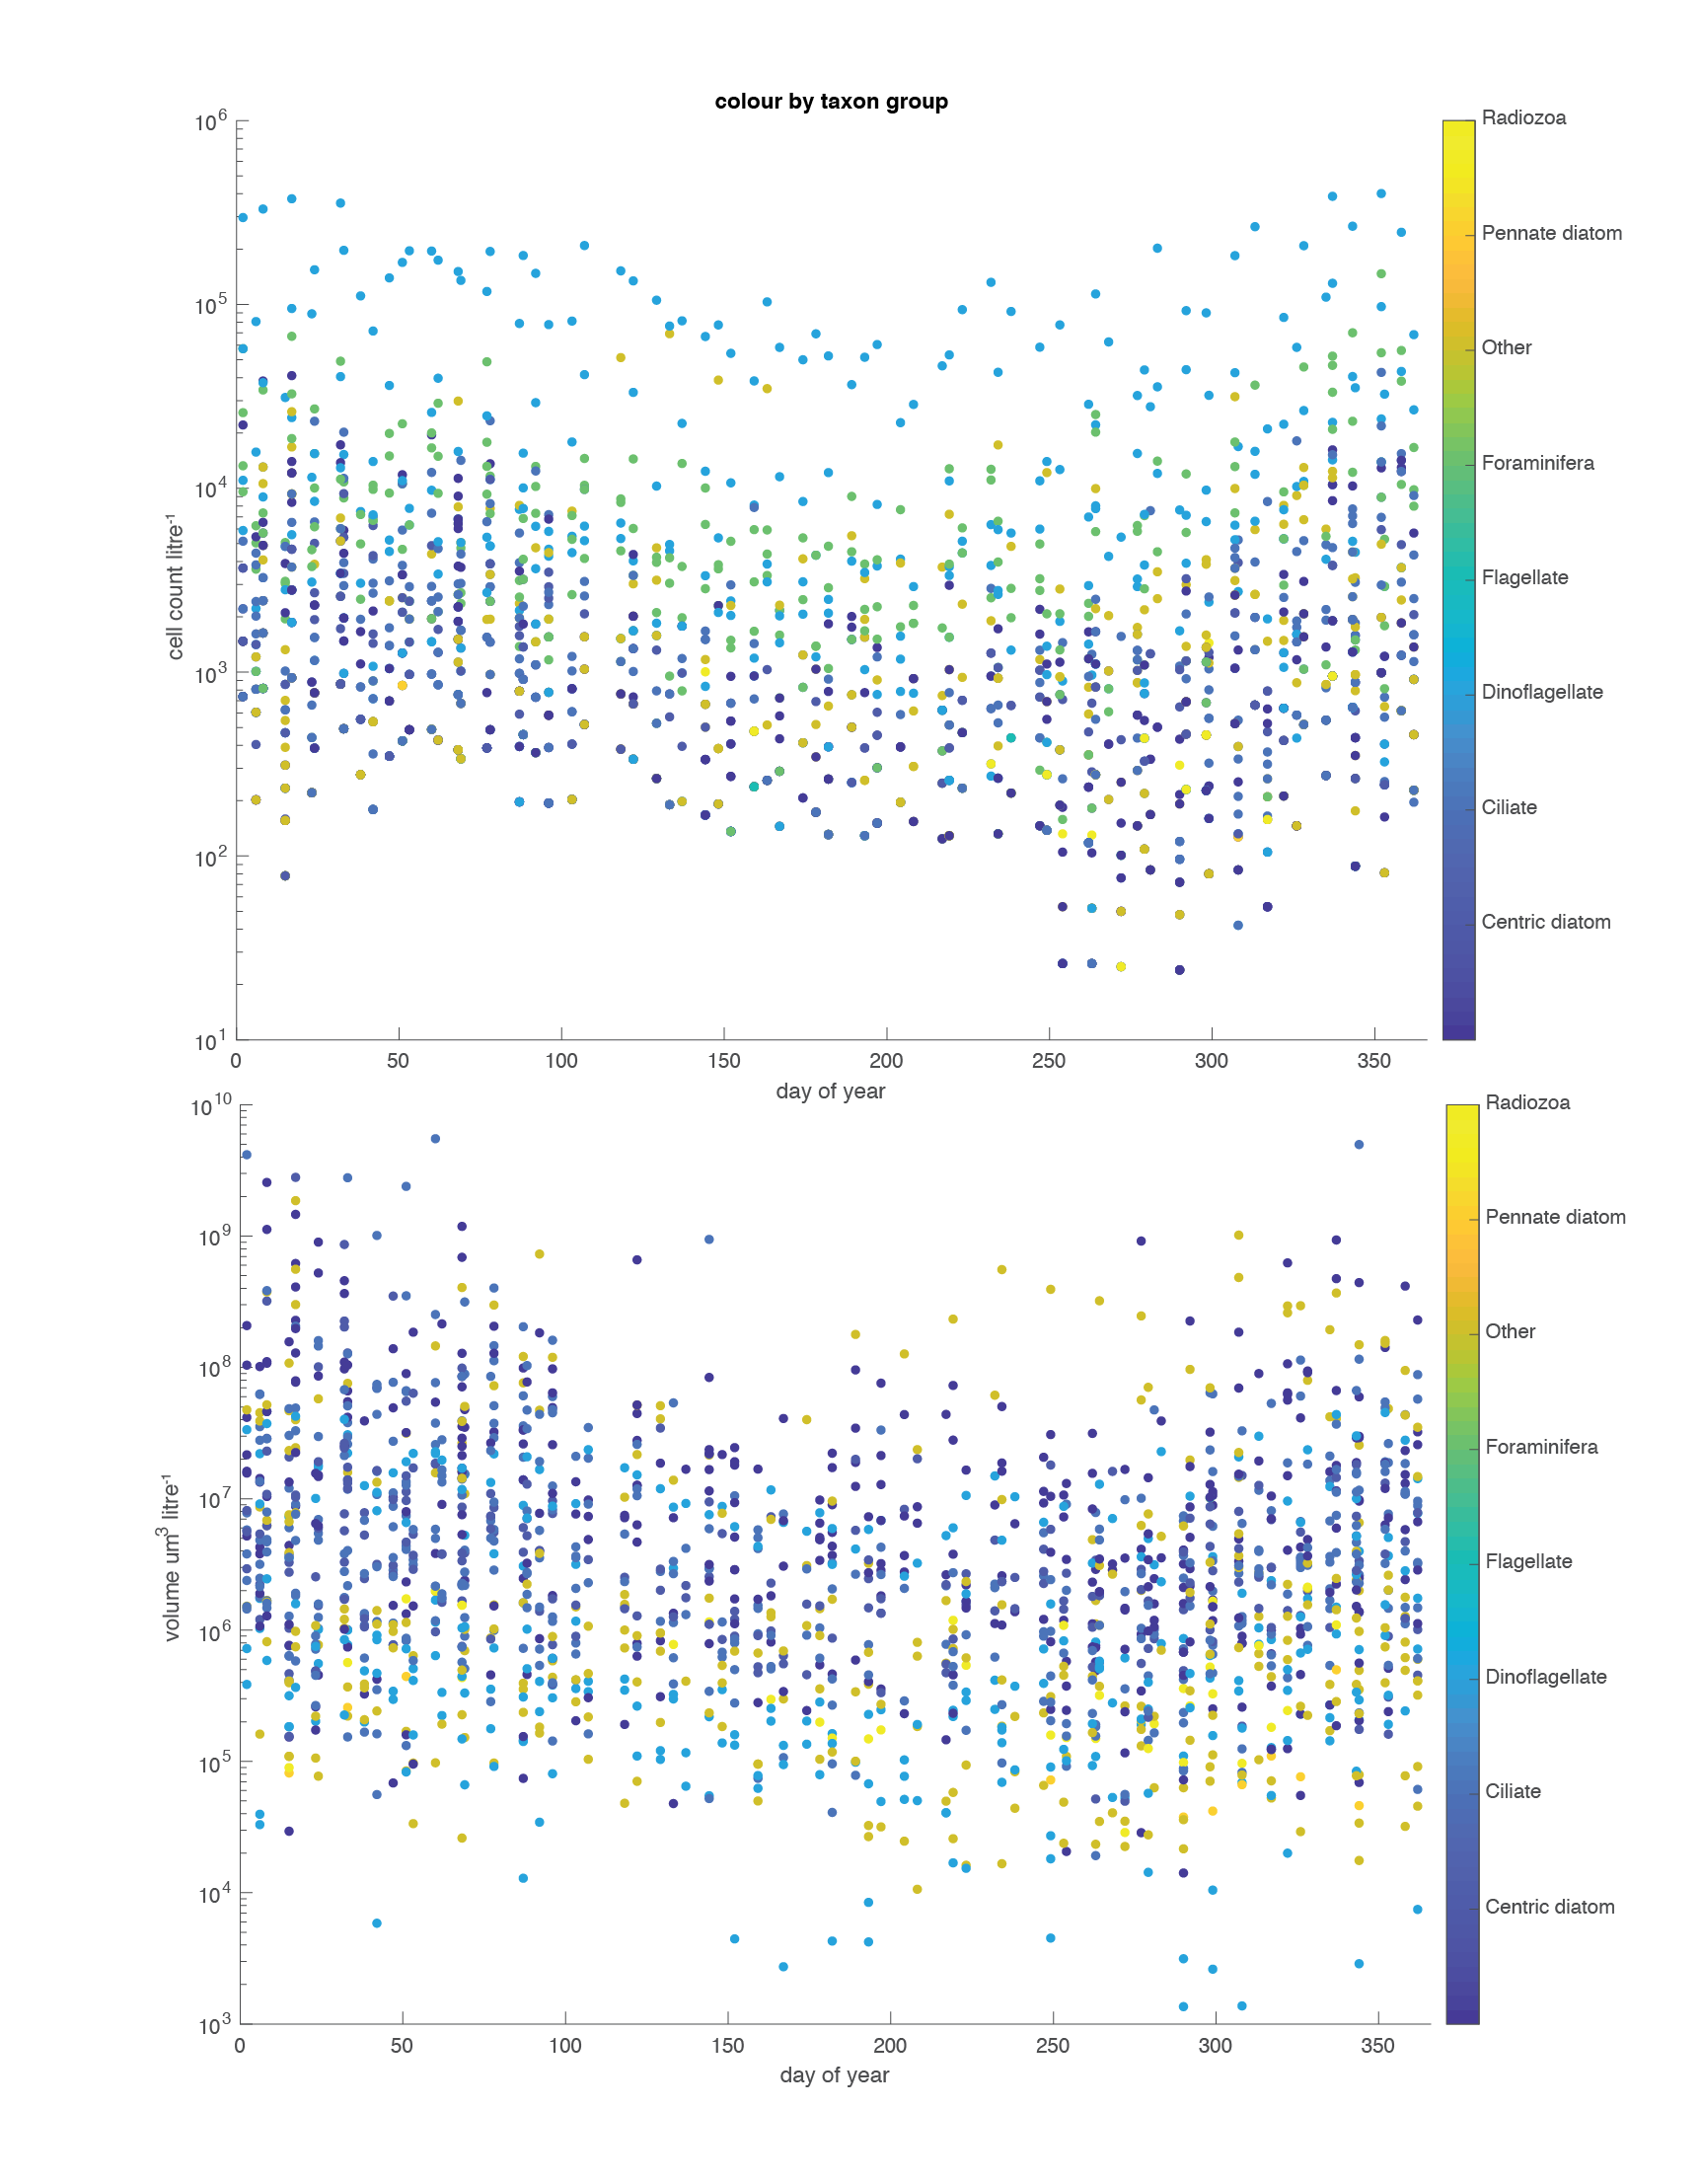 colour by taxon group
10^6
10^5
10^4
10^3
10^2
10^1
cell count litre^-1
0 50 100 150 200 250 300 350
day of year
Radiozoa
Pennate diatom
Other
Foraminifera
Flagellate
Dinoflagellate
Ciliate
Centric diatom
10^10
10^9
10^8
10^7
10^6
10^5
10^4
10^3
volume um^3 litre^-1
0 50 100 150 200 250 300 350
day of year
Radiozoa
Pennate diatom
Other
Foraminifera
Flagellate
Dinoflagellate
Ciliate
Centric diatom